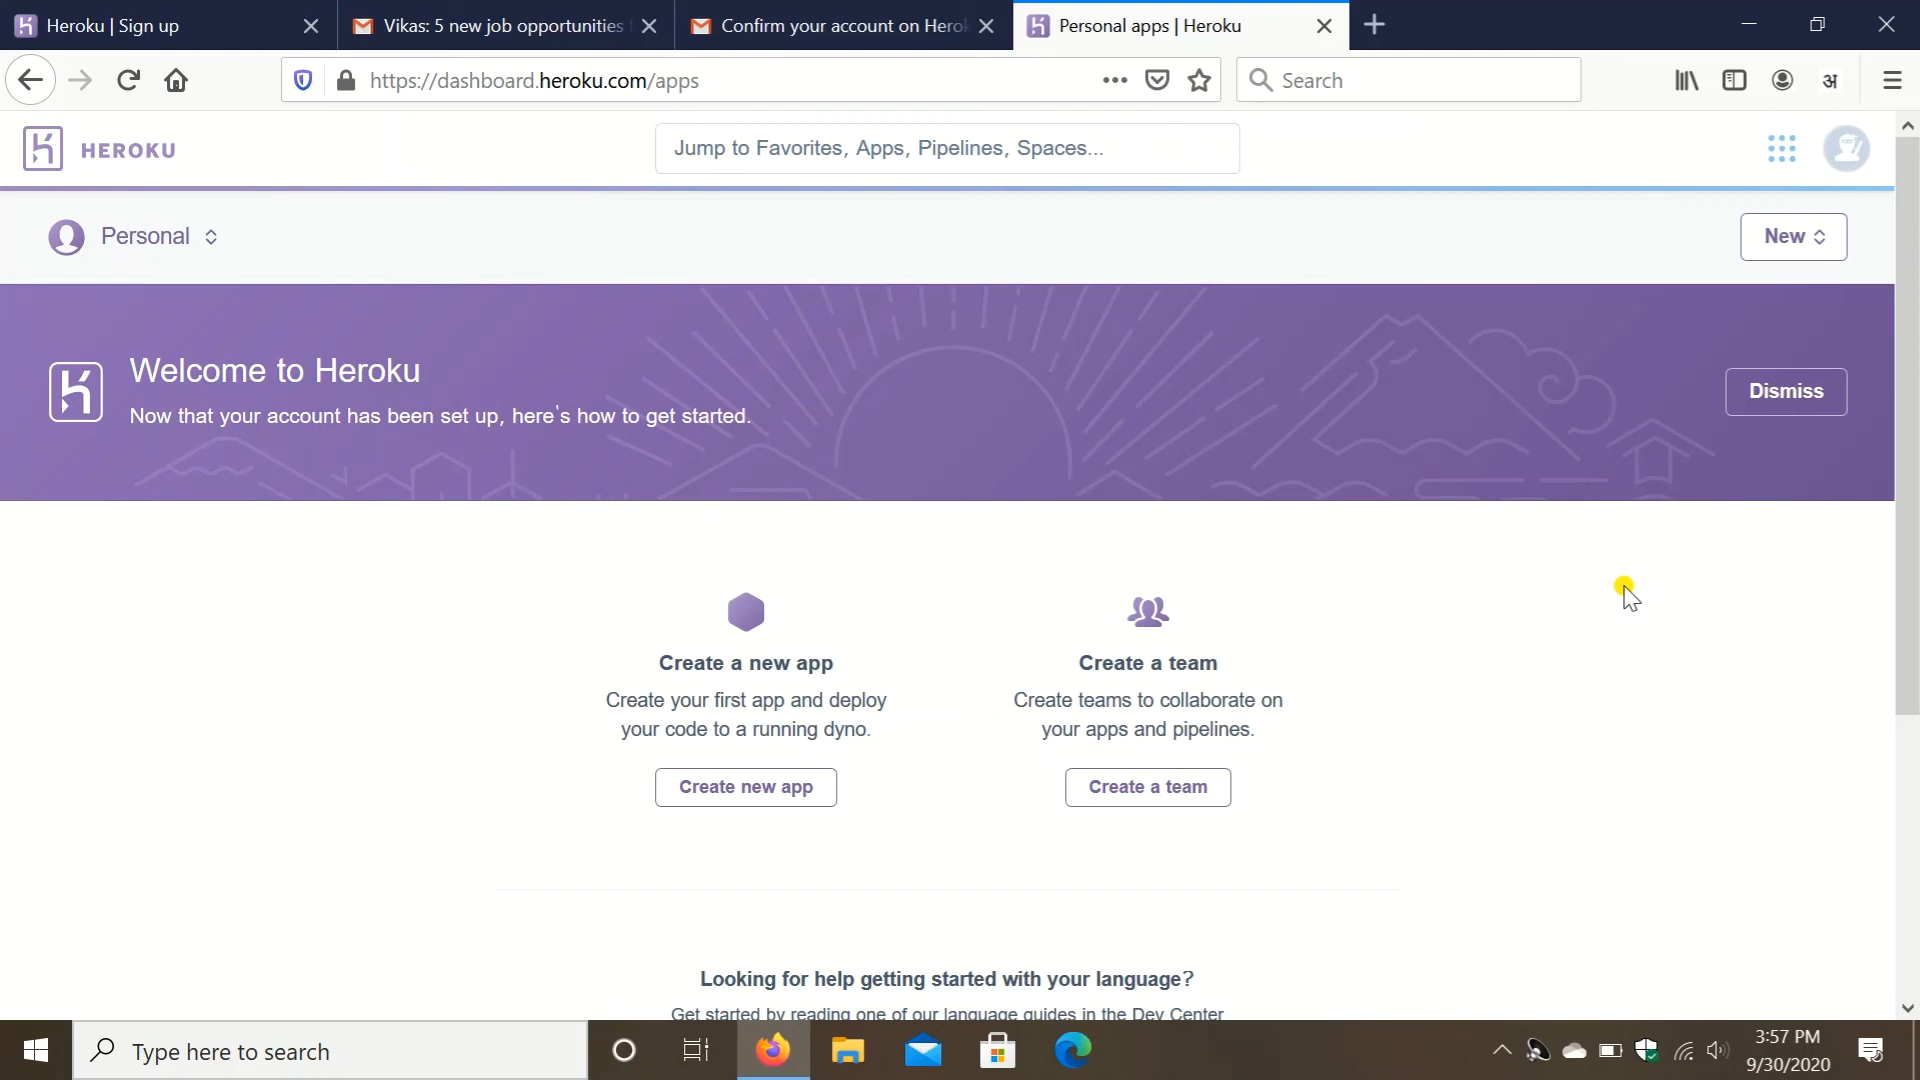 Heroku | Sign up
Vikas: 5 new job opportunities
Confirm your account on Hero
Personal apps | Heroku
https://dashboard.heroku.com/apps
Search
अ
HEROKU
Jump to Favorites, Apps, Pipelines, Spaces...
Personal
New
Welcome to Heroku
Now that your account has been set up, here's how to get started.
Dismiss
Create a new app
Create your first app and deploy
your code to a running dyno.
Create new app
Create a team
Create teams to collaborate on
your apps and pipelines.
Create a team
Looking for help getting started with your language?
Get started by reading one of our language guides in the Dev Center
Type here to search
3:57 PM
9/30/2020